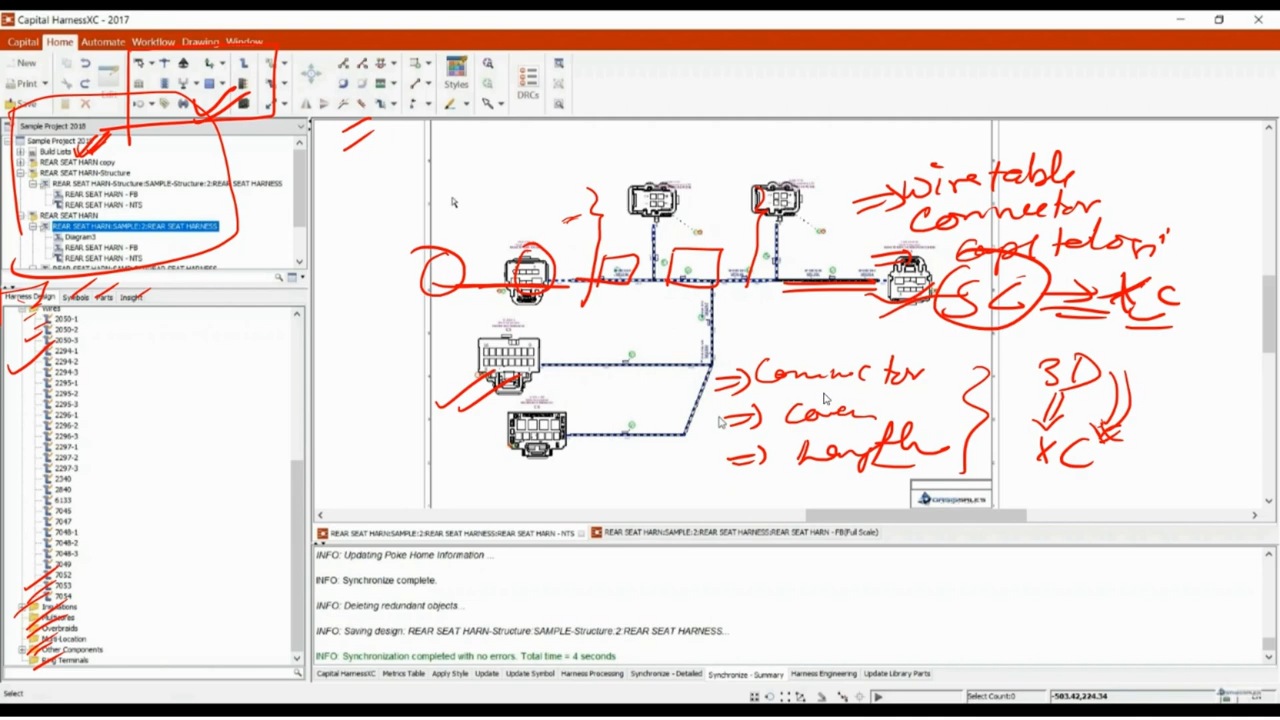 Capital HarnessXC - 2017
Capital Home Automate Workflow Drawing Window
New
Print
Save
Styles
DRCs
Sample Project 2018
Sample Project 2018
Build Lists
REAR SEAT HARN copy
REAR SEAT HARN-Structure
REAR SEAT HARN-Structure:SAMPLE-Structure:2:REAR SEAT HARNESS
REAR SEAT HARN - FB
REAR SEAT HARN - NTS
REAR SEAT HARN
REAR SEAT HARN:SAMPLE:2:REAR SEAT HARNESS
Diagram3
REAR SEAT HARN - FB
REAR SEAT HARN - NTS
Harness Design Symbols Parts Insight
Wires
2050-1
2050-2
2050-3
2294-1
2294-2
2294-3
2295-1
2295-2
2295-3
2296-1
2296-2
2296-3
2297-1
2297-2
2297-3
2340
2840
6133
7045
7047
7048-1
7048-2
7048-3
7049
7052
7053
7054
Insulations
Multicores
Overbraids
Multi-Location
Other Components
Ring Terminals
=> wire table
Connector
SC => XC
=> Connector
=> Cover
=> Length
3D
XC
REAR SEAT HARN:SAMPLE:2:REAR SEAT HARNESS:REAR SEAT HARN - NTS
REAR SEAT HARN:SAMPLE:2:REAR SEAT HARNESS:REAR SEAT HARN - FB(Full Scale)
INFO: Updating Poke Home Information ...
INFO: Synchronize complete.
INFO: Deleting redundant objects...
INFO: Saving design: REAR SEAT HARN-Structure:SAMPLE-Structure:2:REAR SEAT HARNESS...
INFO: Synchronization completed with no errors. Total time = 4 seconds
Capital HarnessXC Metrics Table Apply Style Update Update Symbol Harness Processing Synchronize - Detailed Synchronize - Summary Harness Engineering Update Library Parts
Select
Select Count:0
-503.42,224.34